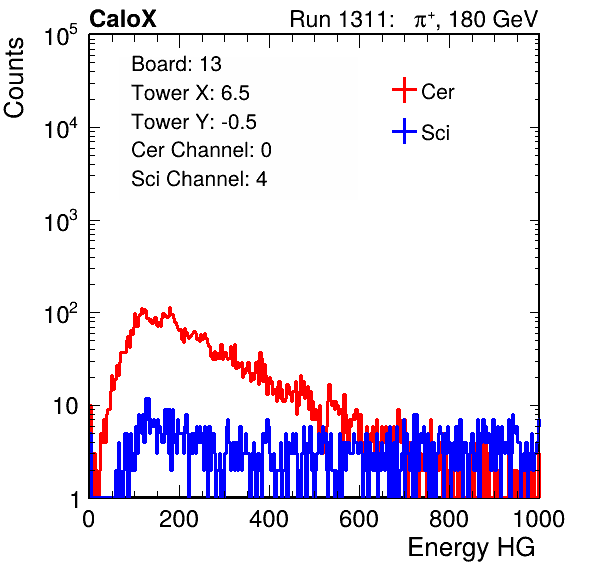 CaloX Run 1311: π⁺, 180 GeV
Board: 13
Tower X: 6.5
Tower Y: -0.5
Cer Channel: 0
Sci Channel: 4
Cer
Sci
Counts
10⁵
10⁴
10³
10²
10
1
0 200 400 600 800 1000
Energy HG